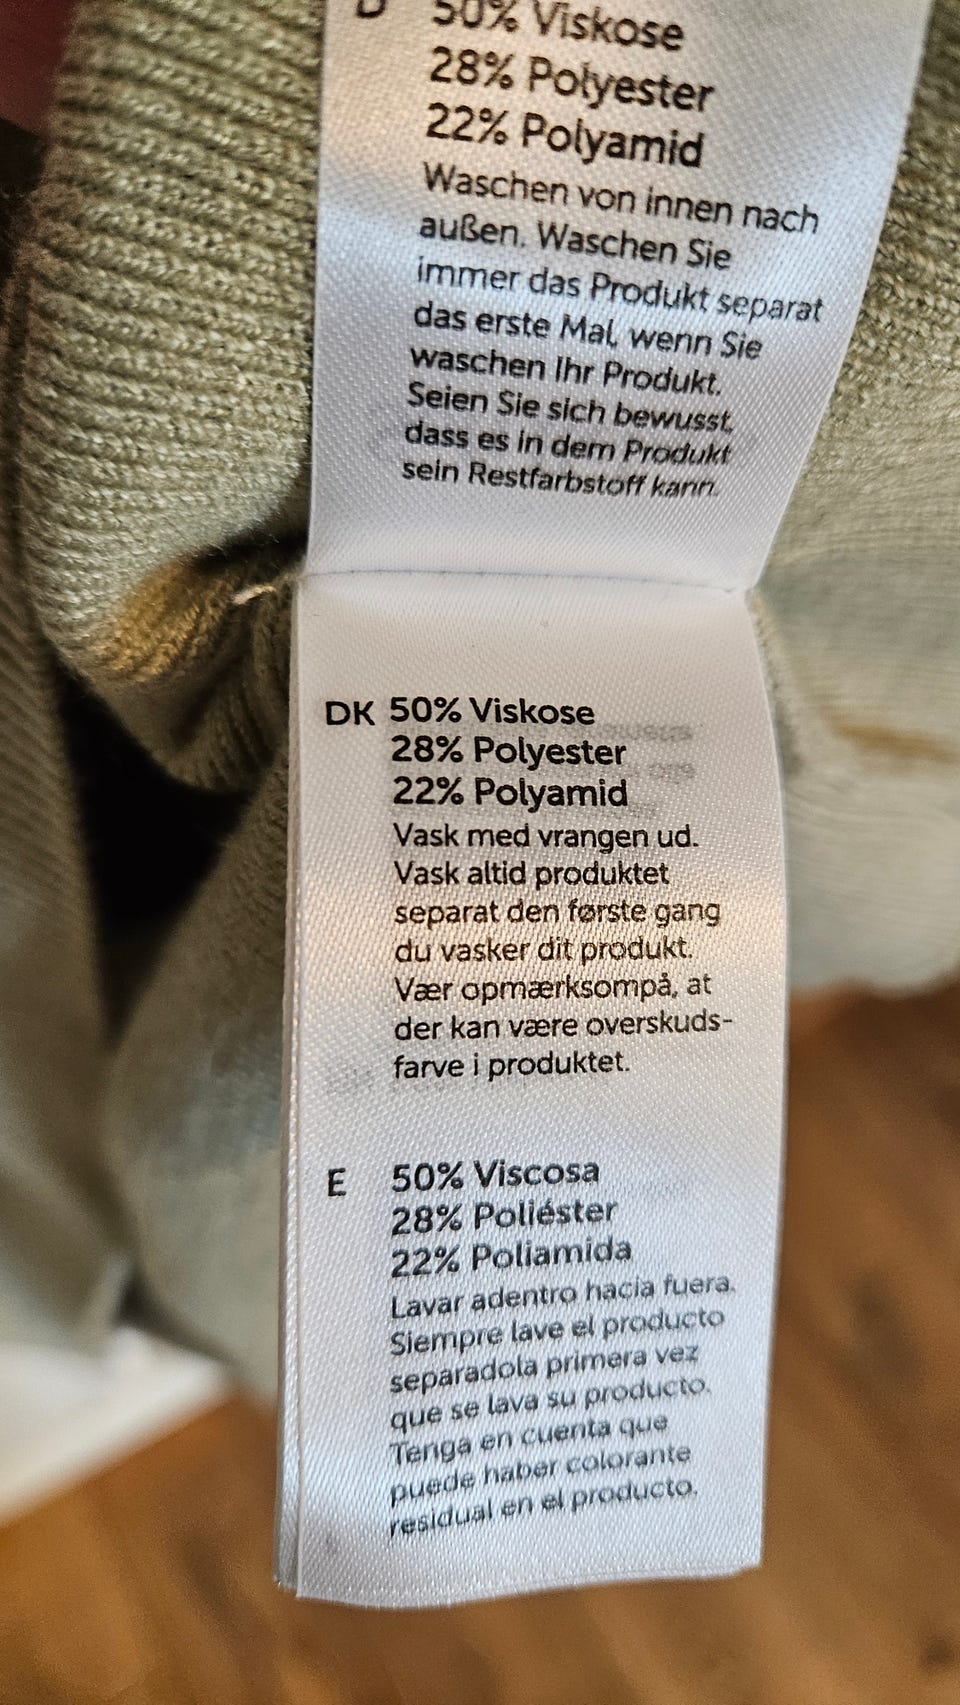 D 50% Viskose
28% Polyester
22% Polyamid
Waschen von innen nach
außen. Waschen Sie
immer das Produkt separat
das erste Mal, wenn Sie
waschen Ihr Produkt.
Seien Sie sich bewusst,
dass es in dem Produkt
sein Restfarbstoff kann.
DK 50% Viskose
28% Polyester
22% Polyamid
Vask med vrangen ud.
Vask altid produktet
separat den første gang
du vasker dit produkt.
Vær opmærksompå, at
der kan være overskuds-
farve i produktet.
E 50% Viscosa
28% Poliéster
22% Poliamida
Lavar adentro hacia fuera.
Siempre lave el producto
separadola primera vez
que se lava su producto.
Tenga en cuenta que
puede haber colorante
residual en el producto.